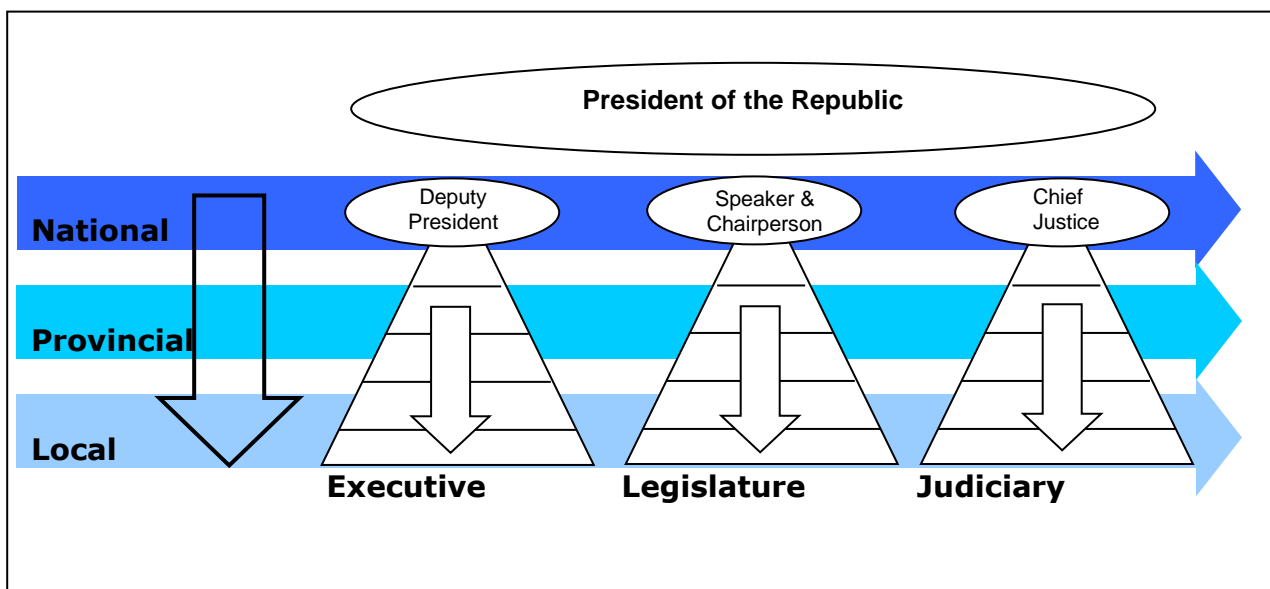 President of the Republic
National
Deputy
President
Speaker &
Chairperson
Chief
Justice
Provincial
Local
Executive
Legislature
Judiciary